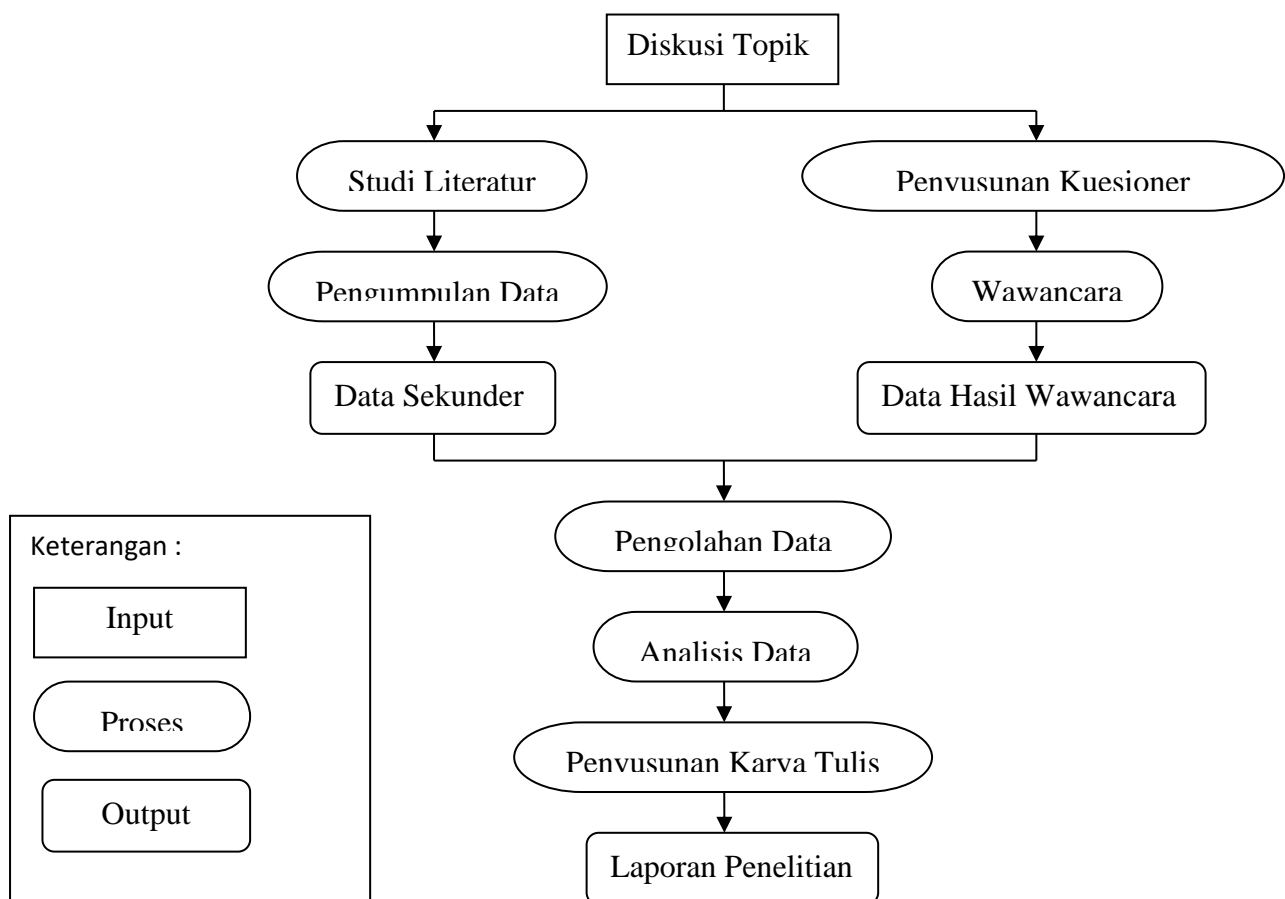 Diskusi Topik
Studi Literatur
Penyusunan Kuesioner
Pengumpulan Data
Wawancara
Data Sekunder
Data Hasil Wawancara
Pengolahan Data
Keterangan :
Input
Analisis Data
Proses
Penyusunan Karya Tulis
Output
Laporan Penelitian